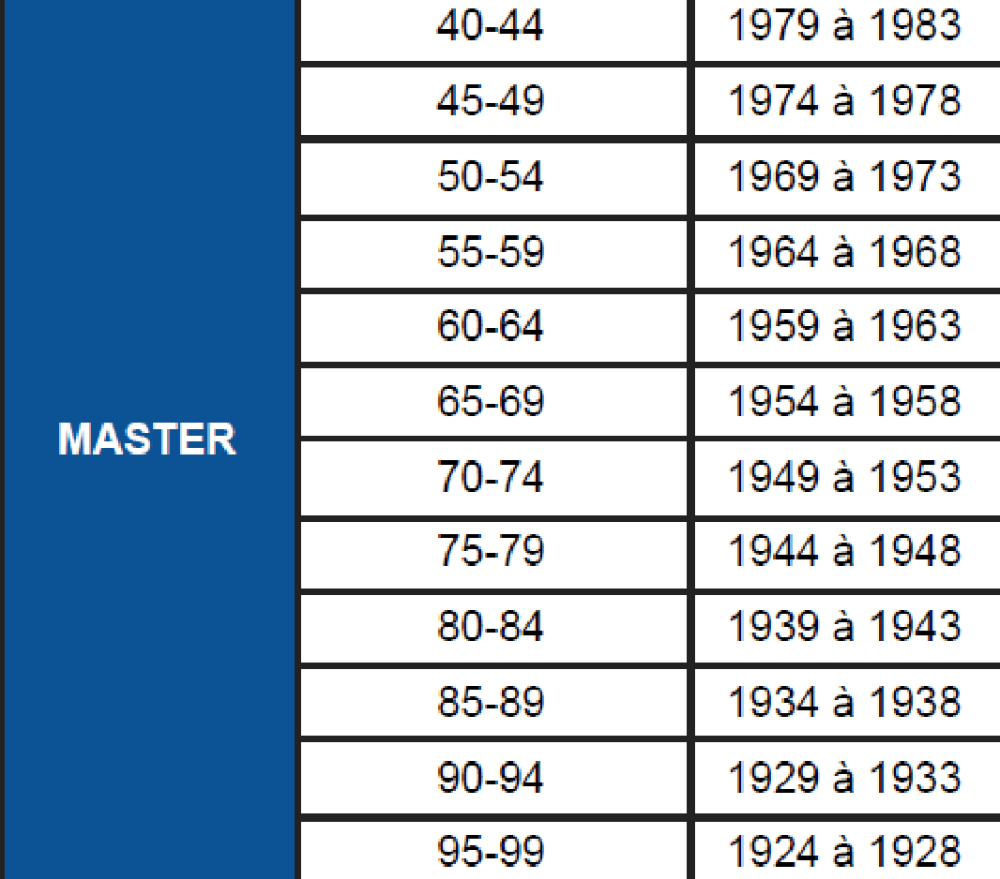 40-44 1979 à 1983
45-49 1974 à 1978
50-54 1969 à 1973
55-59 1964 à 1968
60-64 1959 à 1963
65-69 1954 à 1958
MASTER
70-74 1949 à 1953
75-79 1944 à 1948
80-84 1939 à 1943
85-89 1934 à 1938
90-94 1929 à 1933
95-99 1924 à 1928